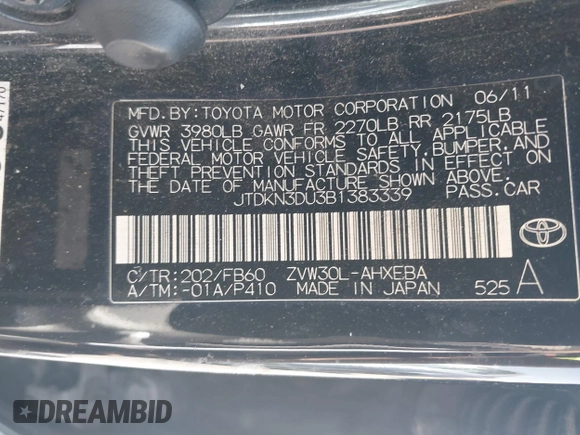 MFD. BY: TOYOTA MOTOR CORPORATION 06/11
GVWR 3980LB GAWR FR 2270LB RR 2175LB
THIS VEHICLE CONFORMS TO ALL APPLICABLE
FEDERAL MOTOR VEHICLE SAFETY, BUMPER, AND
THEFT PREVENTION STANDARDS IN EFFECT ON
THE DATE OF MANUFACTURE SHOWN ABOVE.
JTDKN3DU3B1383339 PASS. CAR
TOYOTA
C/TR: 202/FB60 ZVW30L-AHXEBA
A/TM: -01A/P410 MADE IN JAPAN 525 A
DREAMBID